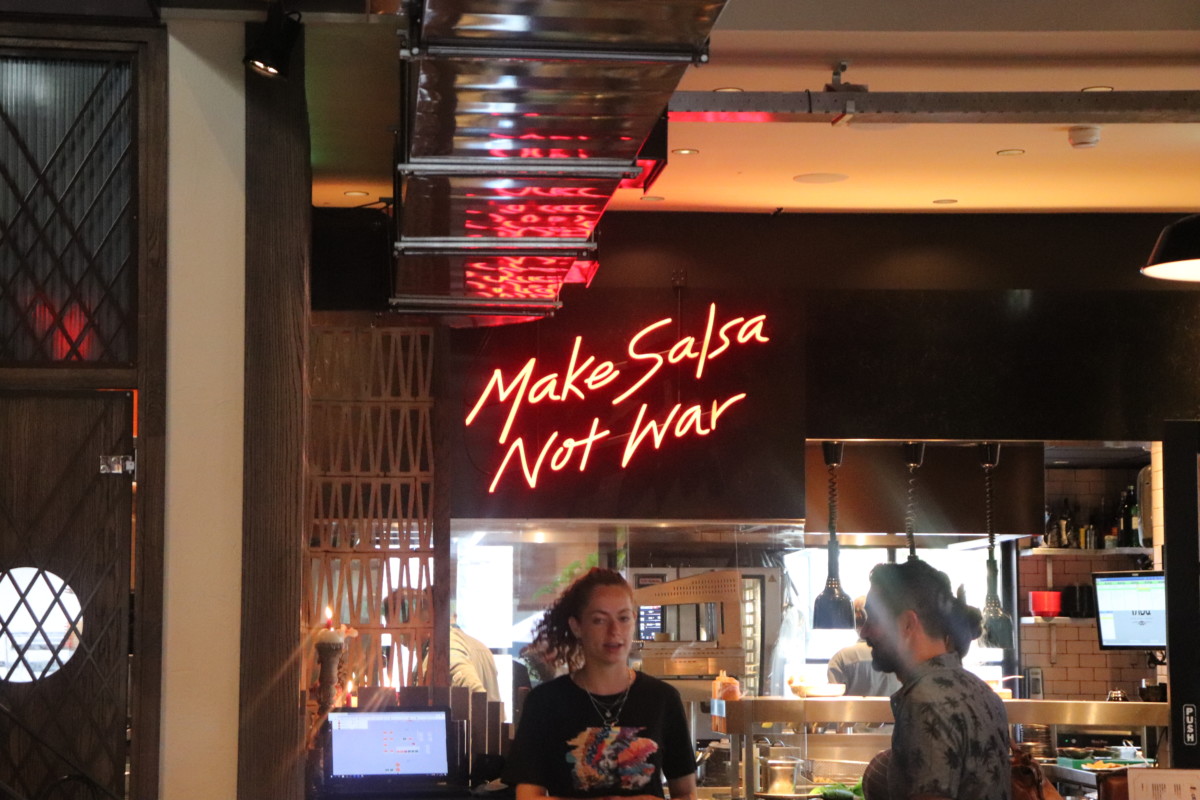 Make Salsa
Not War
PUSH